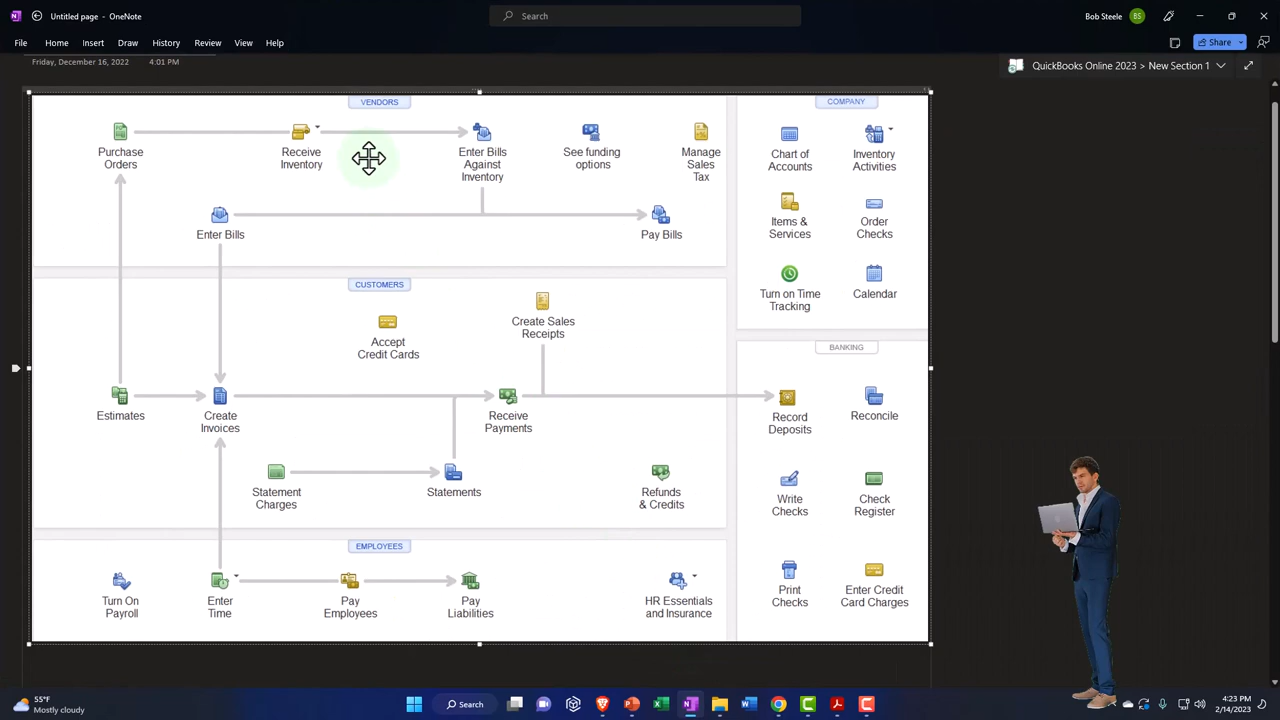 Untitled page - OneNote
Search
Bob Steele
BS
File
Home
Insert
Draw
History
Review
View
Help
Share
Friday, December 16, 2022
4:01 PM
QuickBooks Online 2023 > New Section 1
VENDORS
Purchase
Orders
Receive
Inventory
Enter Bills
Against
Inventory
See funding
options
Manage
Sales
Tax
Enter Bills
Pay Bills
CUSTOMERS
Create Sales
Receipts
Accept
Credit Cards
Estimates
Create
Invoices
Receive
Payments
Statement
Charges
Statements
Refunds
& Credits
EMPLOYEES
Turn On
Payroll
Enter
Time
Pay
Employees
Pay
Liabilities
HR Essentials
and Insurance
COMPANY
Chart of
Accounts
Inventory
Activities
Items &
Services
Order
Checks
Turn on Time
Tracking
Calendar
BANKING
Record
Deposits
Reconcile
Write
Checks
Check
Register
Print
Checks
Enter Credit
Card Charges
55°F
Mostly cloudy
Search
4:23 PM
2/14/2023